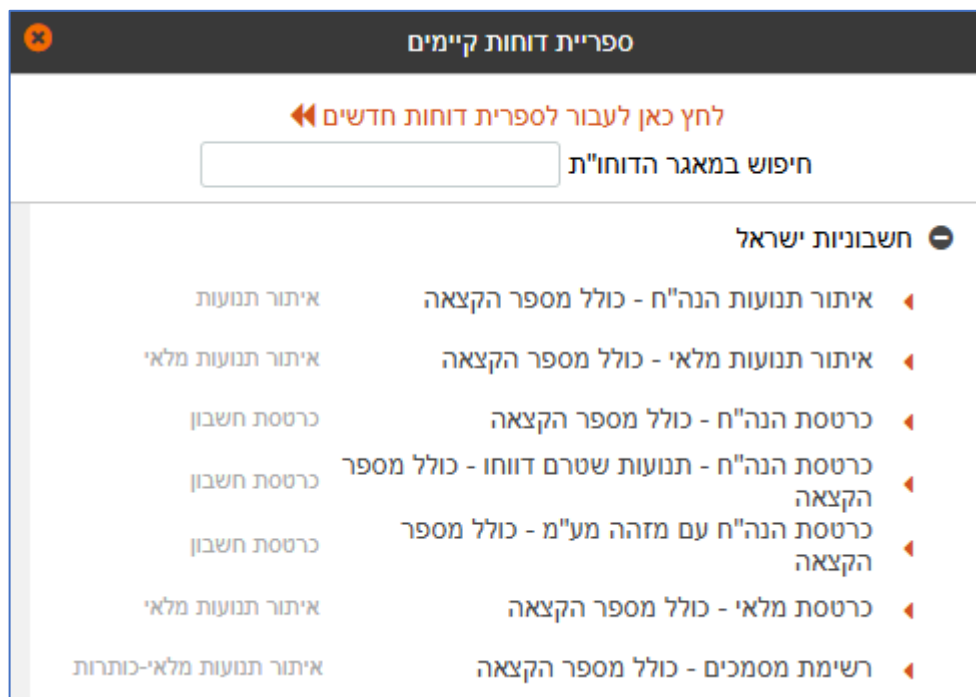 ספריית דוחות קיימים
לחץ כאן לעבור לספרית דוחות חדשים
חיפוש במאגר הדוחו"ת
חשבוניות ישראל
איתור תנועות הנה"ח - כולל מספר הקצאה איתור תנועות
איתור תנועות מלאי - כולל מספר הקצאה איתור תנועות מלאי
כרטסת הנה"ח - כולל מספר הקצאה כרטסת חשבון
כרטסת הנה"ח - תנועות שטרם דווחו - כולל מספר
הקצאה כרטסת חשבון
כרטסת הנה"ח עם מזהה מע"מ - כולל מספר
הקצאה כרטסת חשבון
כרטסת מלאי - כולל מספר הקצאה איתור תנועות מלאי
רשימת מסמכים - כולל מספר הקצאה איתור תנועות מלאי-כותרות